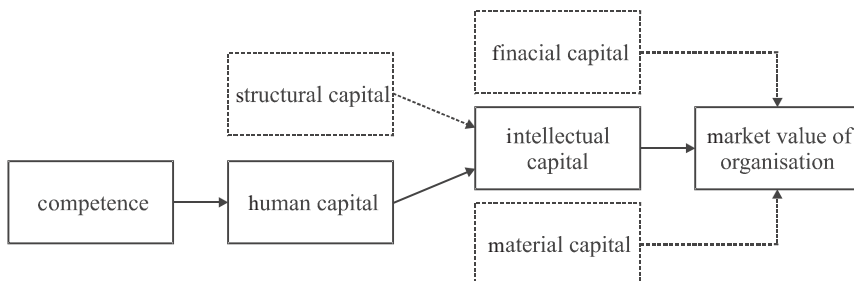 finacial capital
structural capital
intellectual
capital
market value of
organisation
competence
human capital
material capital